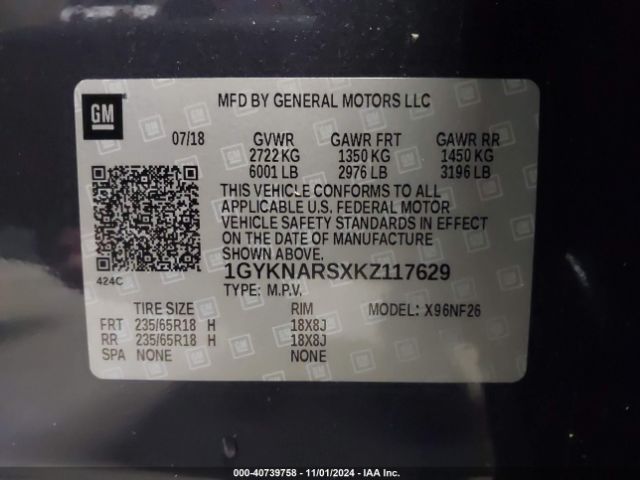 GM
MFD BY GENERAL MOTORS LLC
07/18 GVWR GAWR FRT GAWR RR
2722 KG 1350 KG 1450 KG
6001 LB 2976 LB 3196 LB
THIS VEHICLE CONFORMS TO ALL
APPLICABLE U.S. FEDERAL MOTOR
VEHICLE SAFETY STANDARDS IN EFFECT
ON THE DATE OF MANUFACTURE
SHOWN ABOVE.
424C
1GYKNARSXKZ117629
TYPE: M.P.V.
TIRE SIZE RIM MODEL: X96NF26
FRT 235/65R18 H 18X8J
RR 235/65R18 H 18X8J
SPA NONE NONE
000-40739758 - 11/01/2024 - IAA Inc.